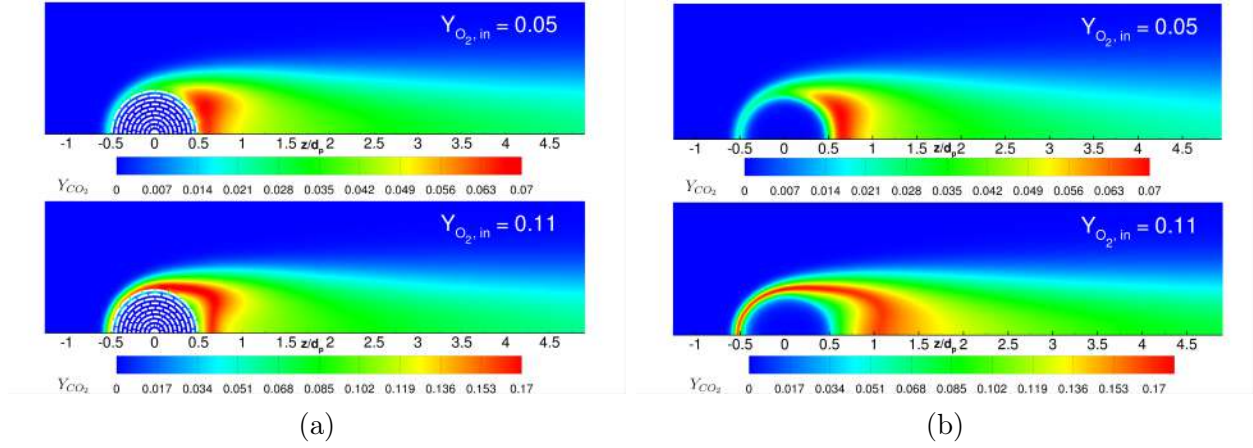 Y_{O_2, in} = 0.05
-1 -0.5 0 0.5 1 1.5 z/d_p 2 2.5 3 3.5 4 4.5
Y_{CO_2} 0 0.007 0.014 0.021 0.028 0.035 0.042 0.049 0.056 0.063 0.07
Y_{O_2, in} = 0.11
-1 -0.5 0 0.5 1 1.5 z/d_p 2 2.5 3 3.5 4 4.5
Y_{CO_2} 0 0.017 0.034 0.051 0.068 0.085 0.102 0.119 0.136 0.153 0.17
(a)
Y_{O_2, in} = 0.05
-1 -0.5 0 0.5 1 1.5 z/d_p 2 2.5 3 3.5 4 4.5
Y_{CO_2} 0 0.007 0.014 0.021 0.028 0.035 0.042 0.049 0.056 0.063 0.07
Y_{O_2, in} = 0.11
-1 -0.5 0 0.5 1 1.5 z/d_p 2 2.5 3 3.5 4 4.5
Y_{CO_2} 0 0.017 0.034 0.051 0.068 0.085 0.102 0.119 0.136 0.153 0.17
(b)